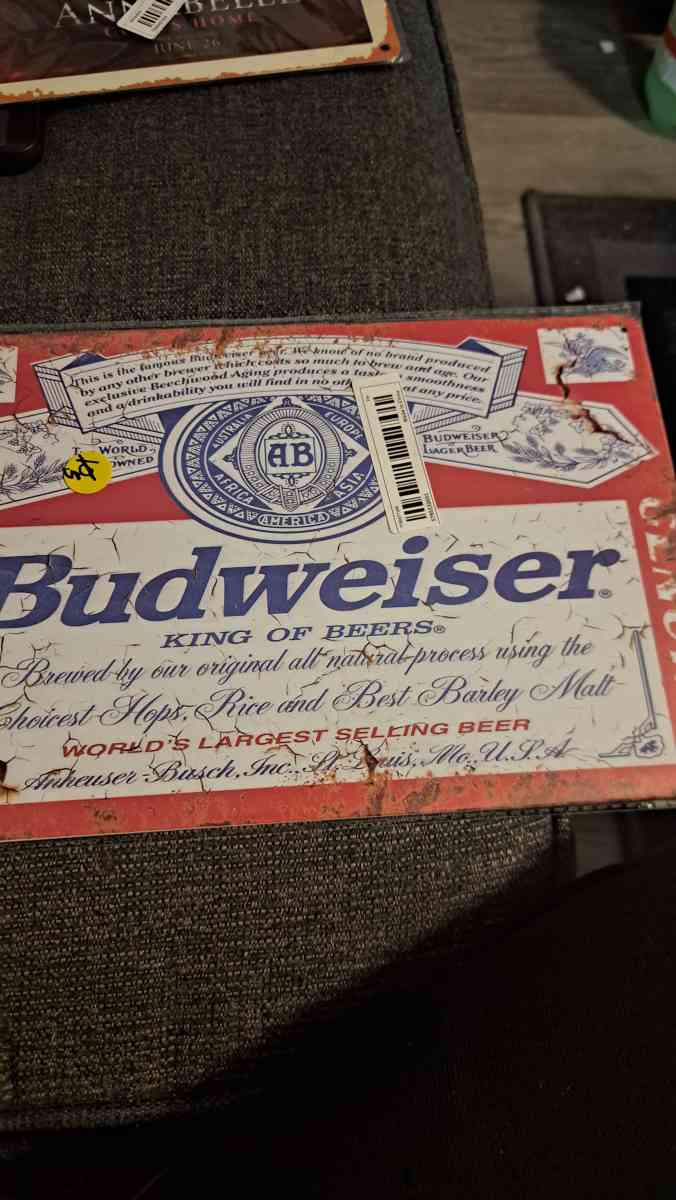 ANNABELLE
COMES HOME
JUNE 26
This is the famous Budweiser beer. We know of no brand produced
by any other brewer which costs so much to brew and age. Our
exclusive Beechwood Aging produces a taste smoothness
and a drinkability you will find in no at any price.
WORLD
OWNED
AUSTRALIA
EUROPE
AB
AFRICA
ASIA
AMERICA
BUDWEISER
LAGER BEER
Budweiser®
KING OF BEERS®
Brewed by our original all natural process using the
Choicest Hops, Rice and Best Barley Malt
WORLD'S LARGEST SELLING BEER
Anheuser-Busch, Inc., St. Louis, Mo., U.S.A.